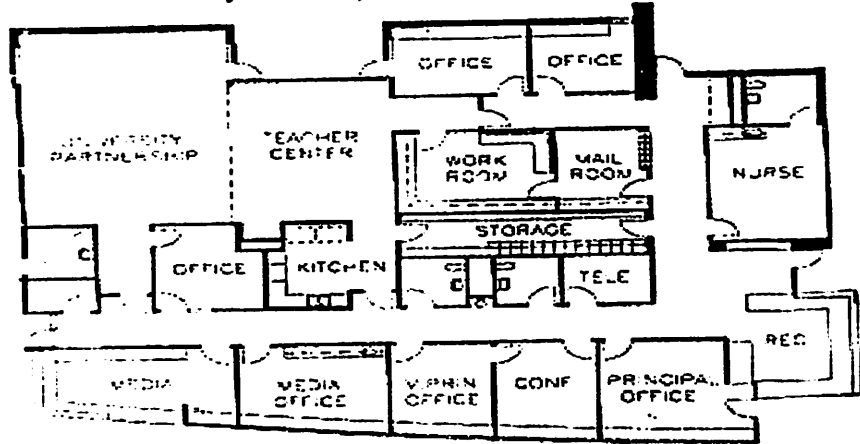 OFFICE
OFFICE
UNIVERSITY
PARTNERSHIP
TEACHER
CENTER
WORK
ROOM
MAIL
ROOM
NURSE
STORAGE
OFFICE
KITCHEN
TELE
REC
MEDIA
MEDIA
OFFICE
V. PRIN
OFFICE
CONF
PRINCIPAL
OFFICE